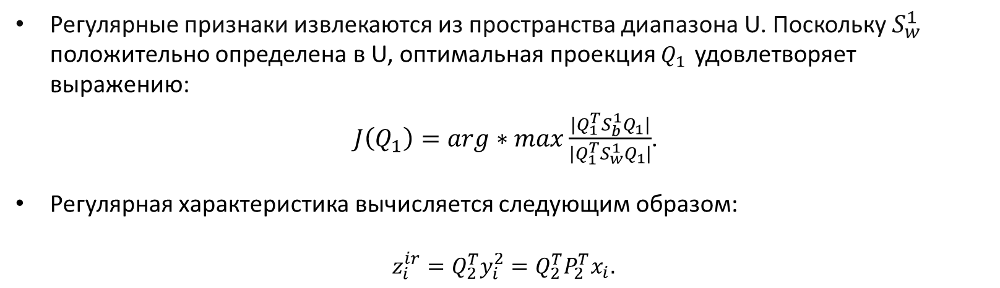 • Регулярные признаки извлекаются из пространства диапазона U. Поскольку $S_w^1$
положительно определена в U, оптимальная проекция $Q_1$ удовлетворяет
выражению:
$J(Q_1) = arg * max \frac{|Q_1^T S_b^1 Q_1|}{|Q_1^T S_w^1 Q_1|}.$
• Регулярная характеристика вычисляется следующим образом:
$z_i^{ir} = Q_2^T y_i^2 = Q_2^T P_2^T x_i.$